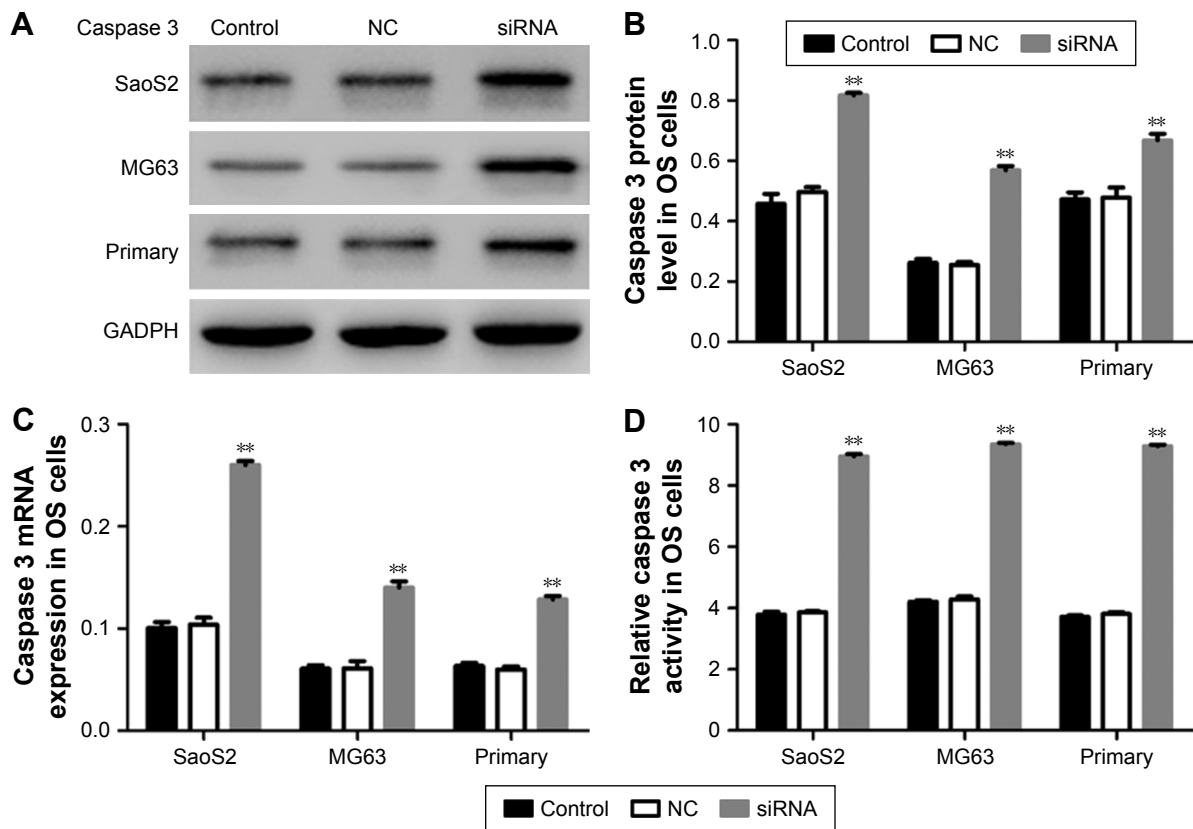 A
Caspase 3
Control
NC
siRNA
SaoS2
MG63
Primary
GADPH
B
Control
NC
siRNA
Caspase 3 protein
level in OS cells
1.0
0.8
0.6
0.4
0.2
0.0
**
**
**
SaoS2
MG63
Primary
C
Caspase 3 mRNA
expression in OS cells
0.3
0.2
0.1
0.0
**
**
**
SaoS2
MG63
Primary
D
Relative caspase 3
activity in OS cells
10
8
6
4
2
0
**
**
**
SaoS2
MG63
Primary
Control
NC
siRNA